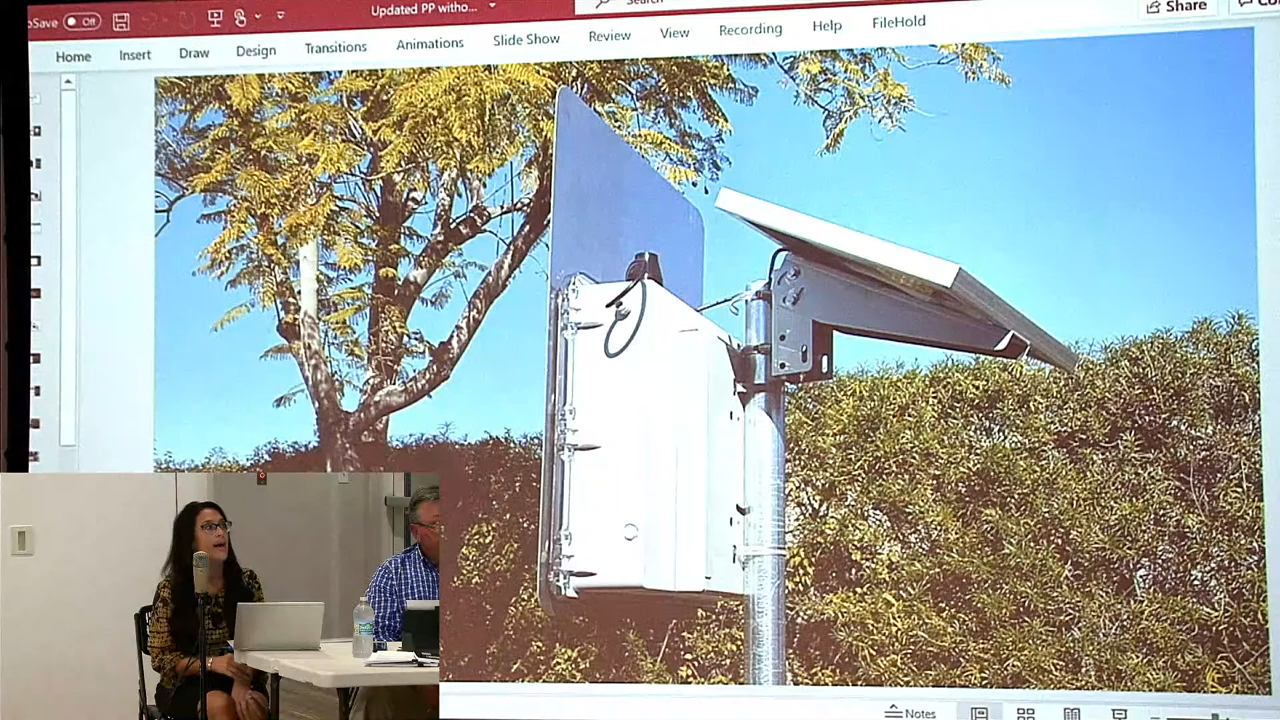 Save Off Updated PP witho... Search
Share
Home Insert Draw Design Transitions Animations Slide Show Review View Recording Help FileHold
Notes